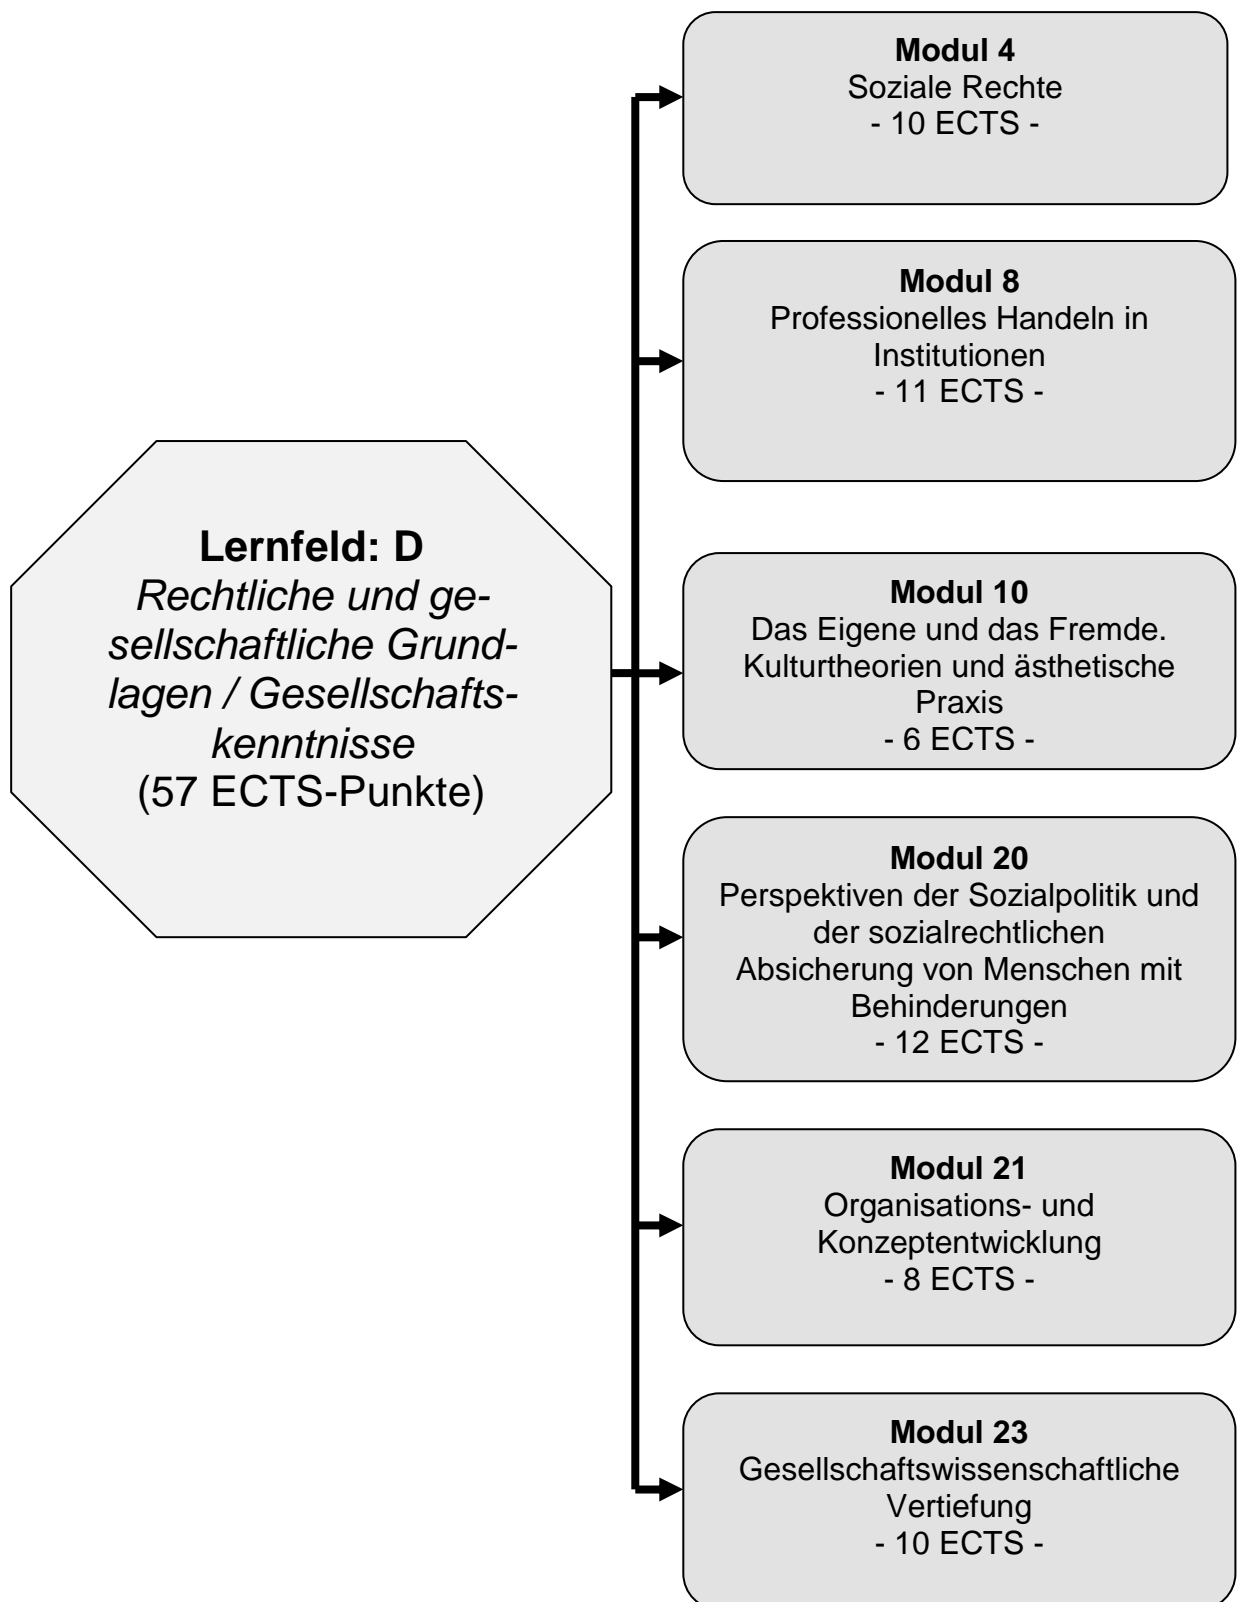 Modul 4
Soziale Rechte
- 10 ECTS -
Modul 8
Professionelles Handeln in
Institutionen
- 11 ECTS -
Lernfeld: D
Rechtliche und ge-
sellschaftliche Grund-
lagen / Gesellschafts-
kenntnisse
(57 ECTS-Punkte)
Modul 10
Das Eigene und das Fremde.
Kulturtheorien und ästhetische
Praxis
- 6 ECTS -
Modul 20
Perspektiven der Sozialpolitik und
der sozialrechtlichen
Absicherung von Menschen mit
Behinderungen
- 12 ECTS -
Modul 21
Organisations- und
Konzeptentwicklung
- 8 ECTS -
Modul 23
Gesellschaftswissenschaftliche
Vertiefung
- 10 ECTS -